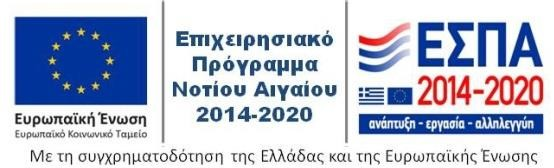 Ευρωπαϊκή Ένωση
Ευρωπαϊκό Κοινωνικό Ταμείο
Επιχειρησιακό
Πρόγραμμα
Νοτίου Αιγαίου
2014-2020
ΕΣΠΑ
2014-2020
ανάπτυξη - εργασία - αλληλεγγύη
Με τη συγχρηματοδότηση της Ελλάδας και της Ευρωπαϊκής Ένωσης